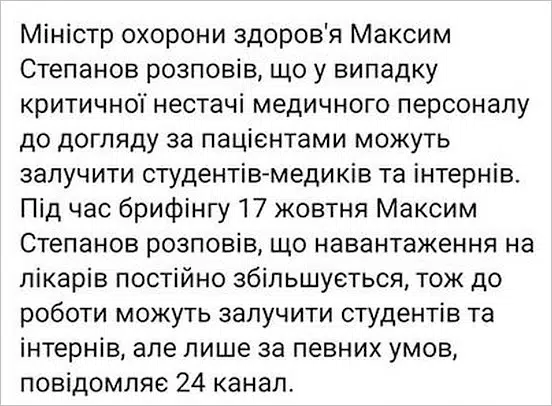 Міністр охорони здоров'я Максим
Степанов розповів, що у випадку
критичної нестачі медичного персоналу
до догляду за пацієнтами можуть
залучити студентів-медиків та інтернів.
Під час брифінгу 17 жовтня Максим
Степанов розповів, що навантаження на
лікарів постійно збільшується, тож до
роботи можуть залучити студентів та
інтернів, але лише за певних умов,
повідомляє 24 канал.